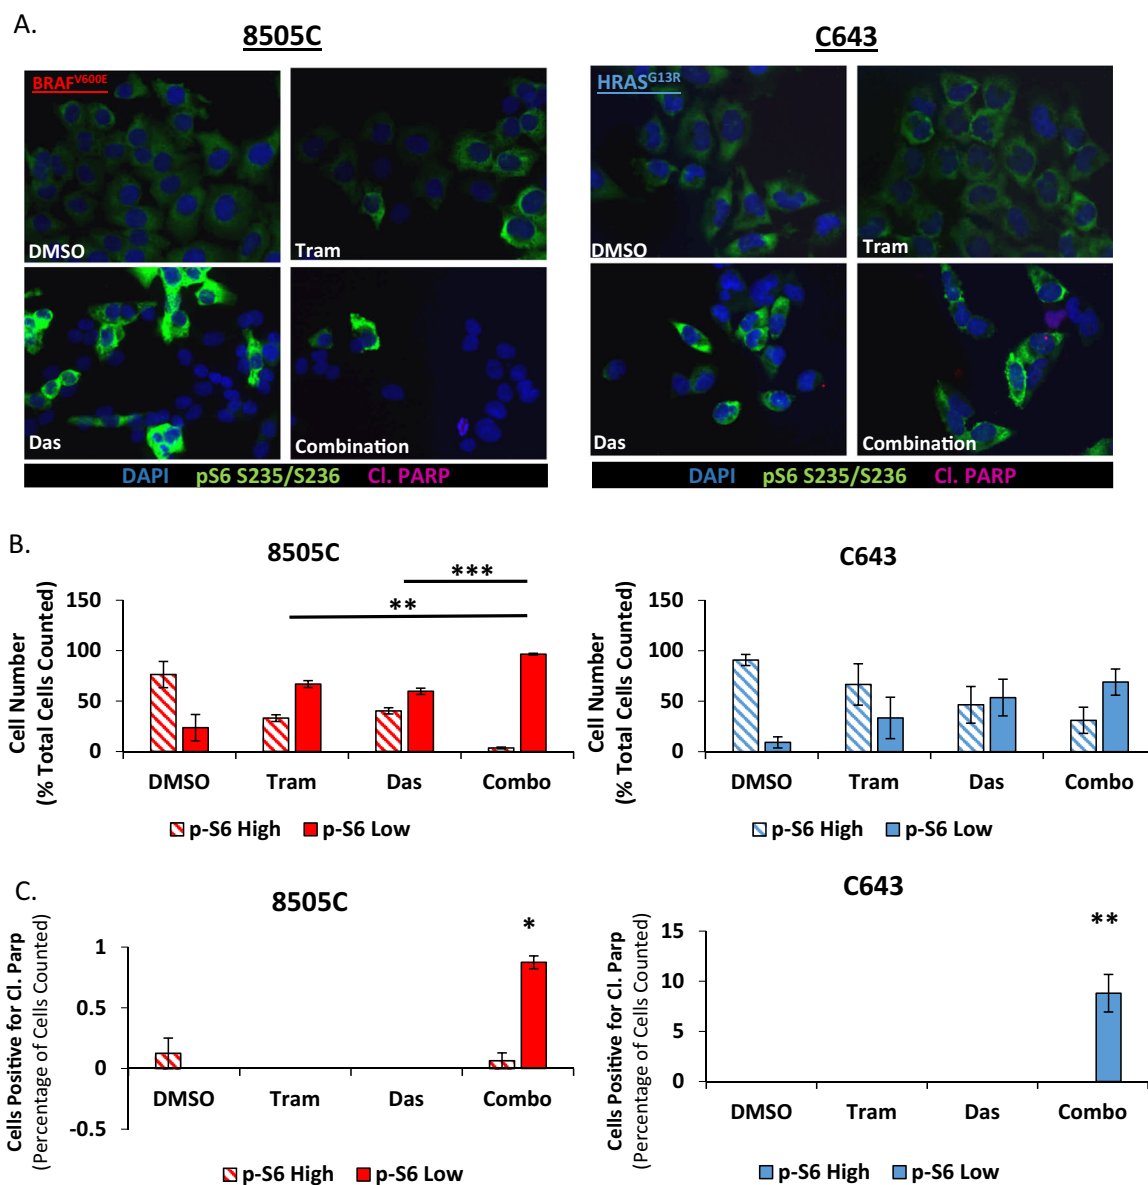 A.
8505C
C643
BRAFV600E
HRASG13R
DMSO
Tram
DMSO
Tram
Das
Combination
Das
Combination
DAPI pS6 S235/S236 Cl. PARP
DAPI pS6 S235/S236 Cl. PARP
B.
8505C
C643
***
**
Cell Number
(% Total Cells Counted)
150
100
50
0
DMSO Tram Das Combo
p-S6 High p-S6 Low
Cell Number
(% Total Cells Counted)
150
100
50
0
DMSO Tram Das Combo
p-S6 High p-S6 Low
C.
8505C
C643
*
Cells Positive for Cl. Parp
(Percentage of Cells Counted)
1
0.5
0
-0.5
DMSO Tram Das Combo
p-S6 High p-S6 Low
**
Cells Positive for Cl. Parp
(Percentage of Cells Counted)
15
10
5
0
DMSO Tram Das Combo
p-S6 High p-S6 Low